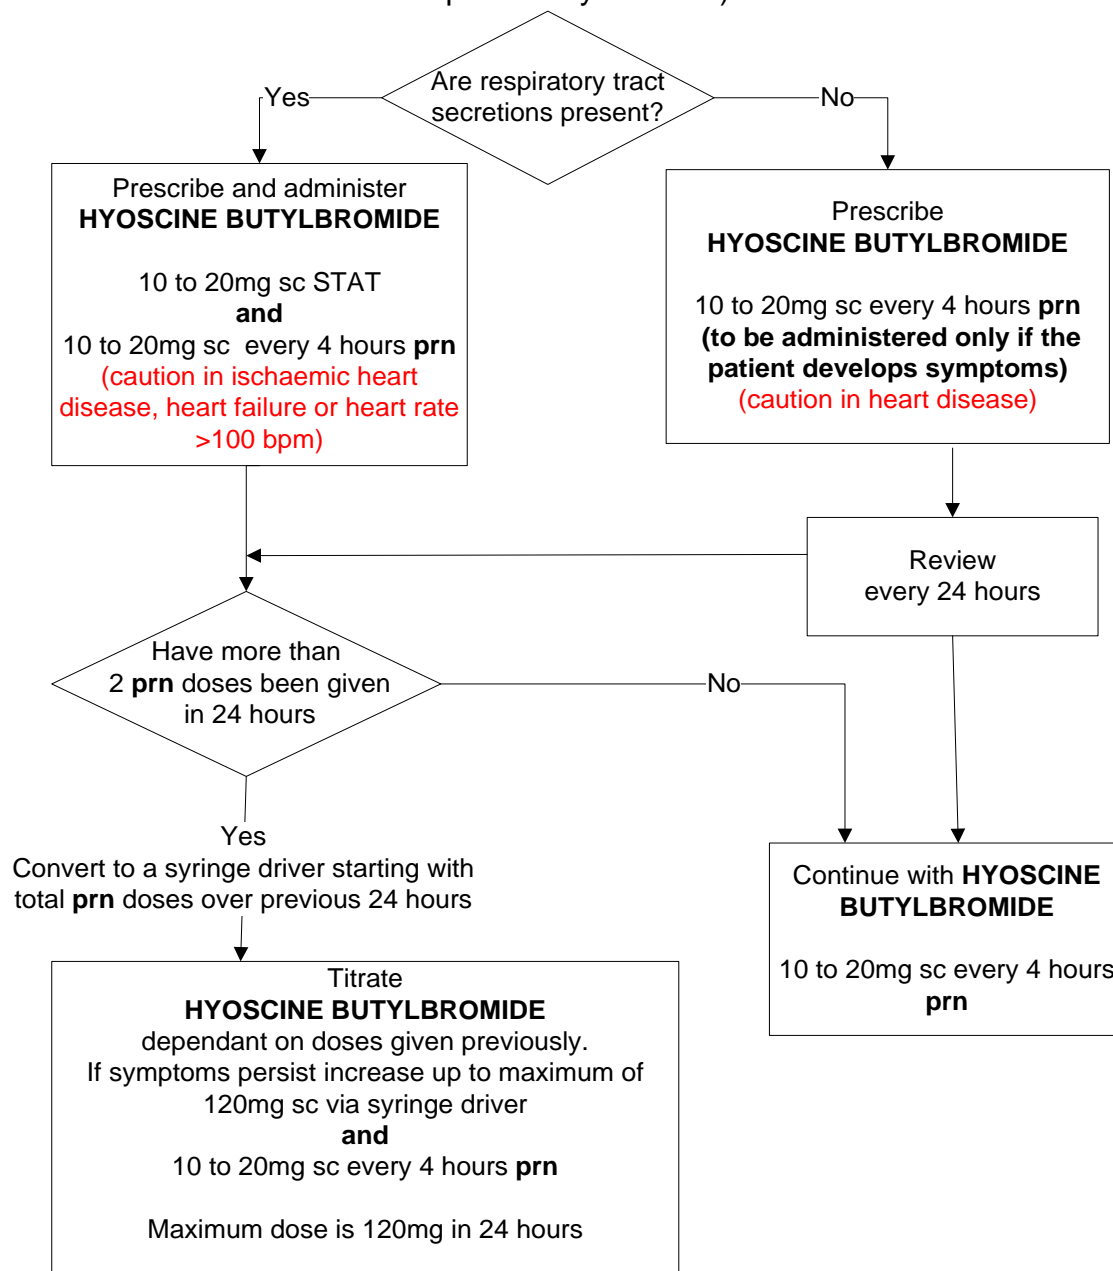 Are respiratory tract
secretions present?
Yes
No
Prescribe and administer
HYOSCINE BUTYLBROMIDE
10 to 20mg sc STAT
and
10 to 20mg sc every 4 hours prn
(caution in ischaemic heart
disease, heart failure or heart rate
>100 bpm)
Prescribe
HYOSCINE BUTYLBROMIDE
10 to 20mg sc every 4 hours prn
(to be administered only if the
patient develops symptoms)
(caution in heart disease)
Review
every 24 hours
Have more than
2 prn doses been given
in 24 hours
No
Yes
Convert to a syringe driver starting with
total prn doses over previous 24 hours
Continue with HYOSCINE
BUTYLBROMIDE
10 to 20mg sc every 4 hours
prn
Titrate
HYOSCINE BUTYLBROMIDE
dependant on doses given previously.
If symptoms persist increase up to maximum of
120mg sc via syringe driver
and
10 to 20mg sc every 4 hours prn
Maximum dose is 120mg in 24 hours